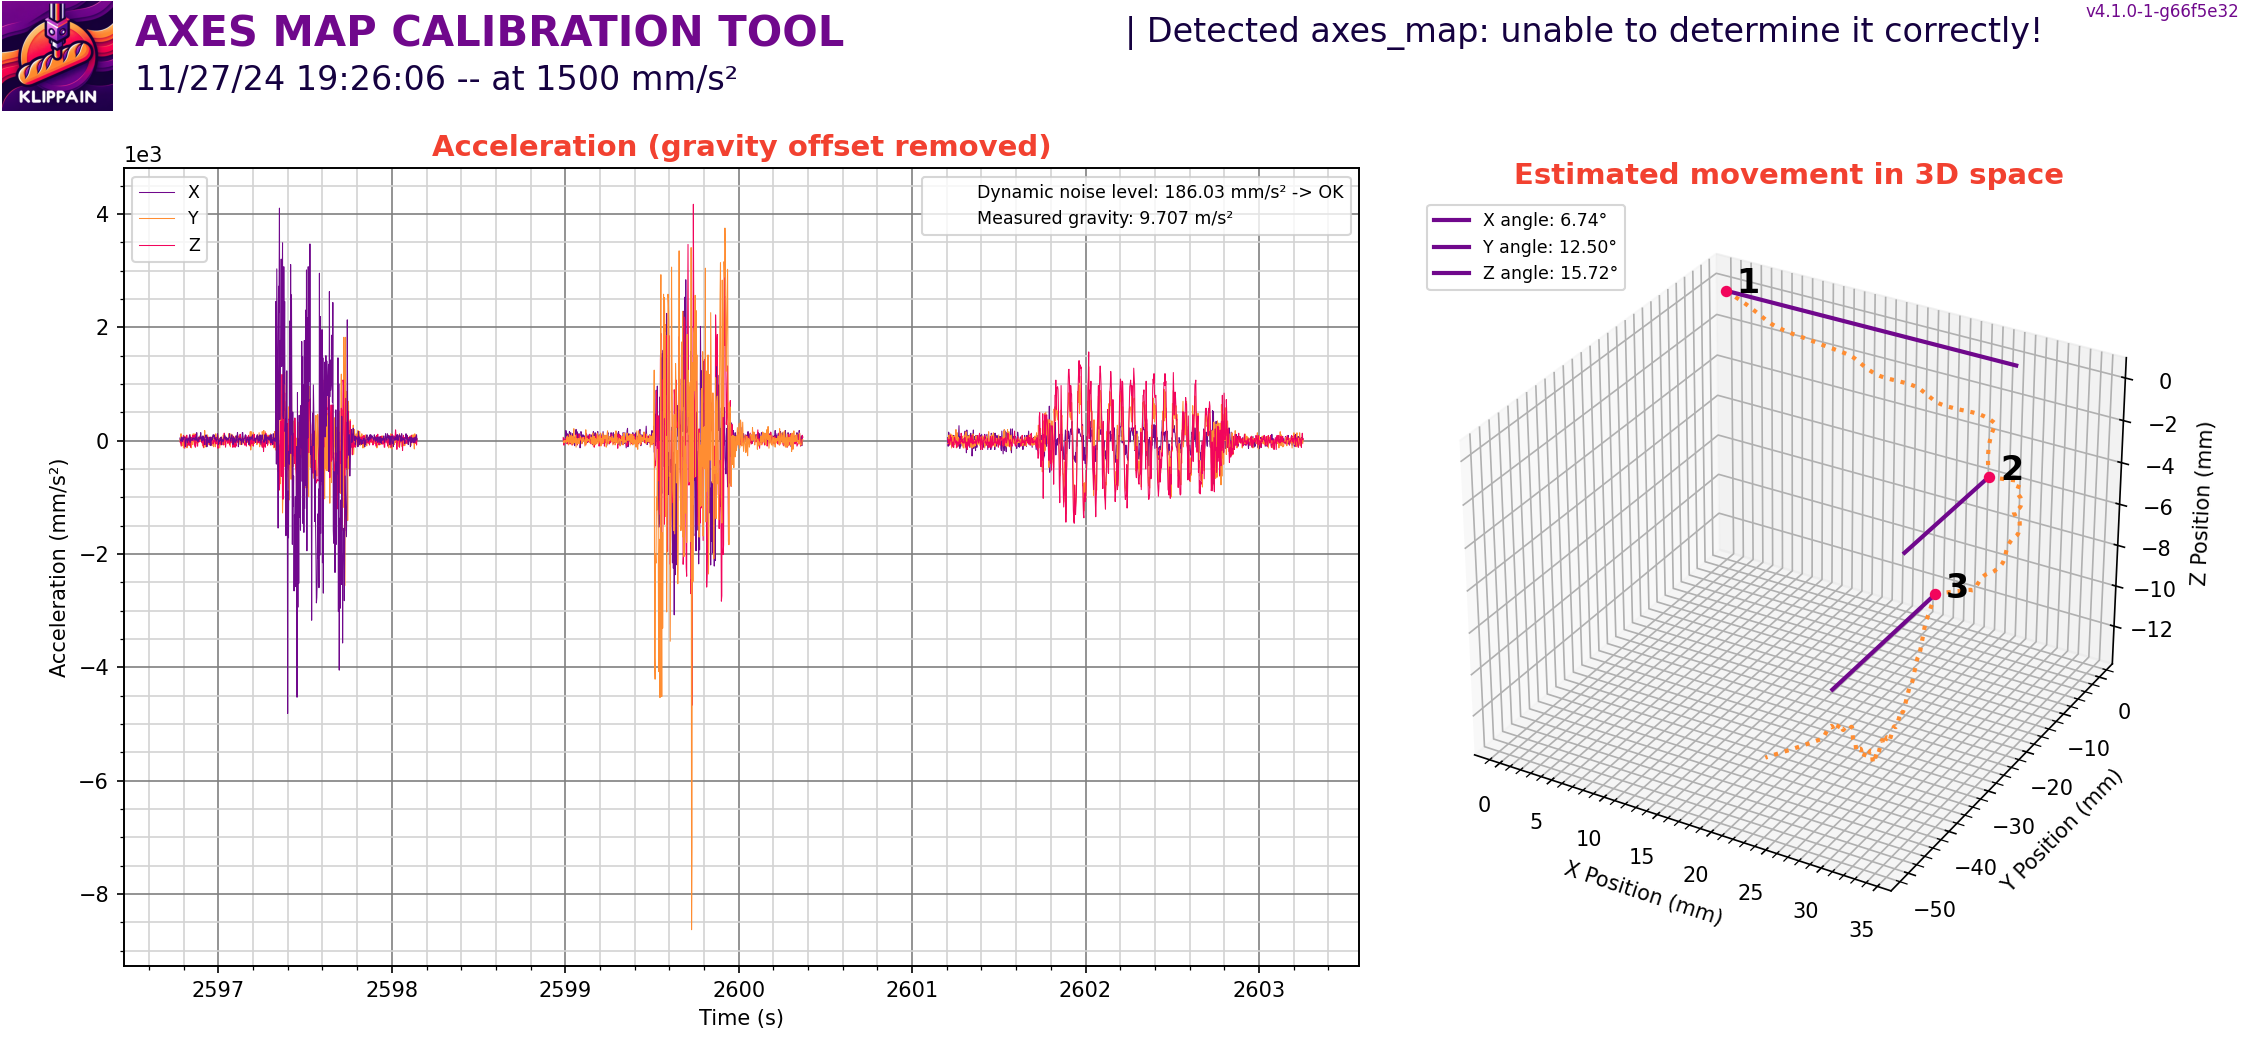 AXES MAP CALIBRATION TOOL
| Detected axes_map: unable to determine it correctly!
v4.1.0-1-g66f5e32
11/27/24 19:26:06 -- at 1500 mm/s²
KLIPPAIN
Acceleration (gravity offset removed)
1e3
X
Y
Z
Dynamic noise level: 186.03 mm/s² -> OK
Measured gravity: 9.707 m/s²
4
2
0
−2
−4
−6
−8
Acceleration (mm/s²)
2597
2598
2599
2600
2601
2602
2603
Time (s)
Estimated movement in 3D space
X angle: 6.74°
Y angle: 12.50°
Z angle: 15.72°
1
2
3
0
−2
−4
−6
−8
−10
−12
Z Position (mm)
0
−10
−20
−30
−40
−50
Y Position (mm)
0
5
10
15
20
25
30
35
X Position (mm)